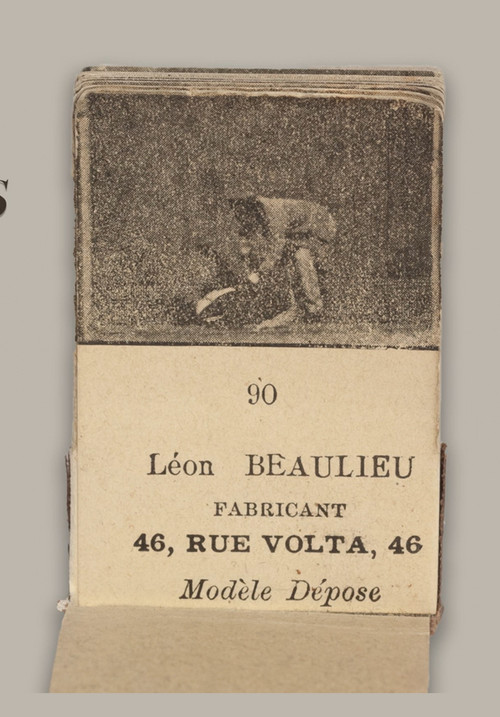 s
90
Léon BEAULIEU
FABRICANT
46, RUE VOLTA, 46
Modèle Dépose